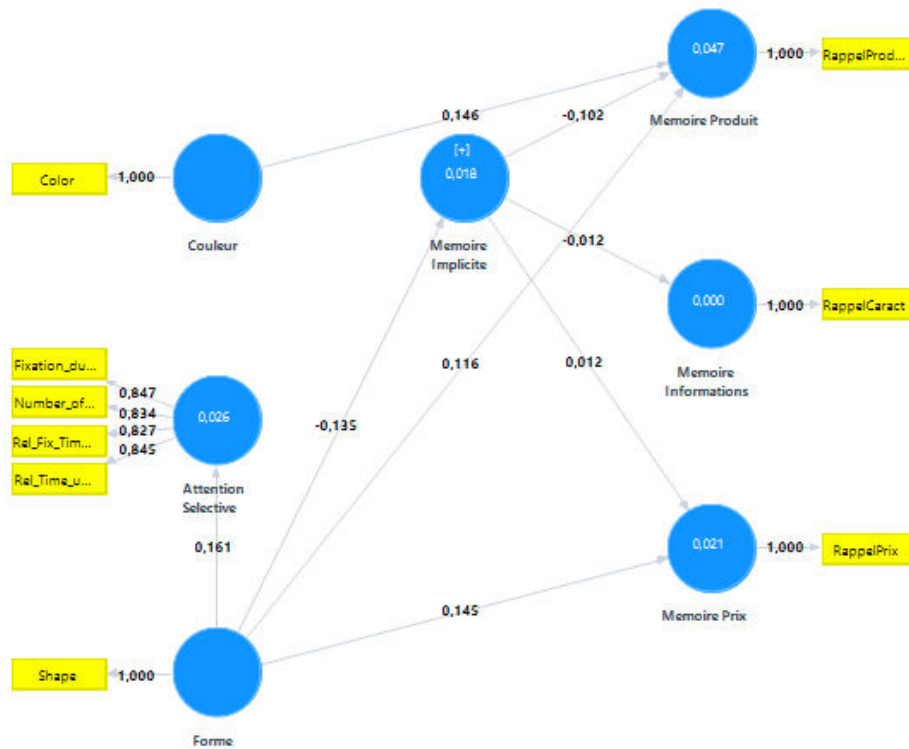 0,047
1,000
RappelProd...
Memoire Produit
0,146
-0,102
[+]
0,018
Memoire
Implicite
Color
1,000
Couleur
-0,012
0,000
1,000
RappelCaract
Memoire
Informations
0,116
0,012
Fixation_du...
0,847
Number_of...
0,834
Rel_Fix_Tim...
0,827
Rel_Time_u...
0,845
0,026
Attention
Selective
-0,135
0,161
0,021
1,000
RappelPrix
Memoire Prix
0,145
Shape
1,000
Forme